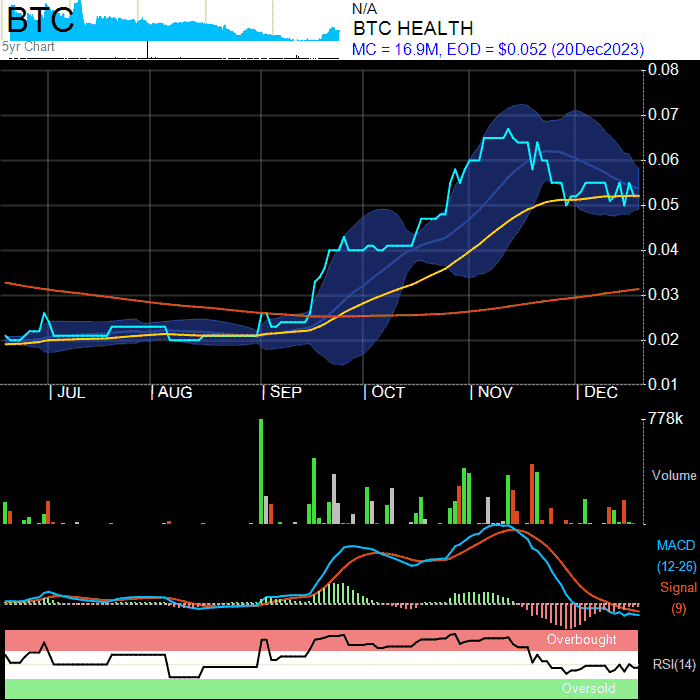 BTC
5yr Chart
N/A
BTC HEALTH
MC = 16.9M, EOD = $0.052 (20Dec2023)
0.08
0.07
0.06
0.05
0.04
0.03
0.02
0.01
JUL
AUG
SEP
OCT
NOV
DEC
778k
Volume
MACD
(12-26)
Signal
(9)
Overbought
RSI(14)
Oversold